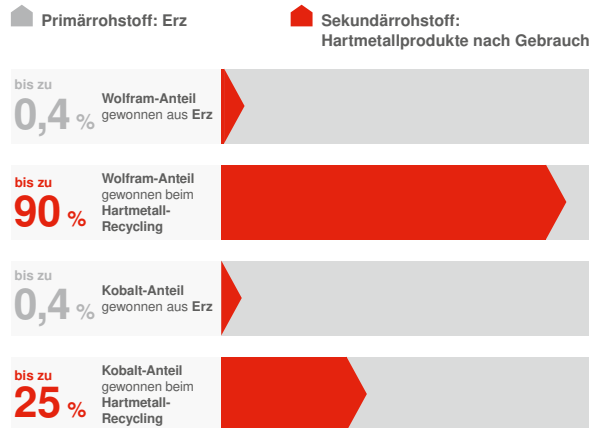 Primärrohstoff: Erz
Sekundärrohstoff:
Hartmetallprodukte nach Gebrauch
bis zu
0,4 %
Wolfram-Anteil
gewonnen aus Erz
bis zu
90 %
Wolfram-Anteil
gewonnen beim
Hartmetall-
Recycling
bis zu
0,4 %
Kobalt-Anteil
gewonnen aus Erz
bis zu
25 %
Kobalt-Anteil
gewonnen beim
Hartmetall-
Recycling